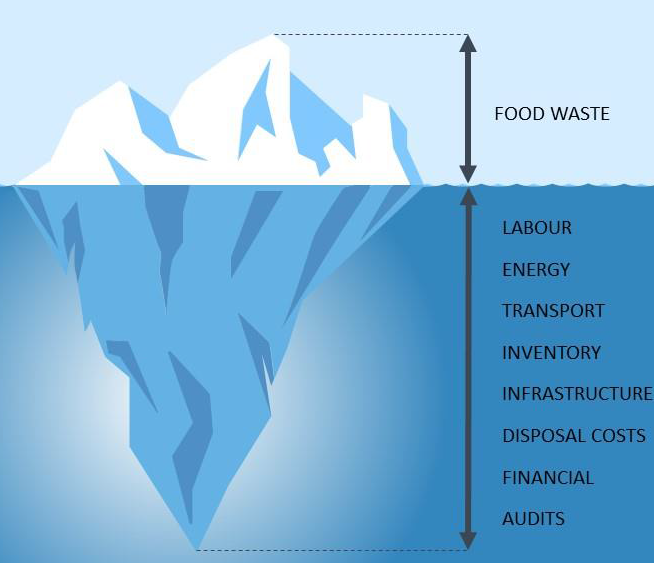 FOOD WASTE
LABOUR
ENERGY
TRANSPORT
INVENTORY
INFRASTRUCTURE
DISPOSAL COSTS
FINANCIAL
AUDITS